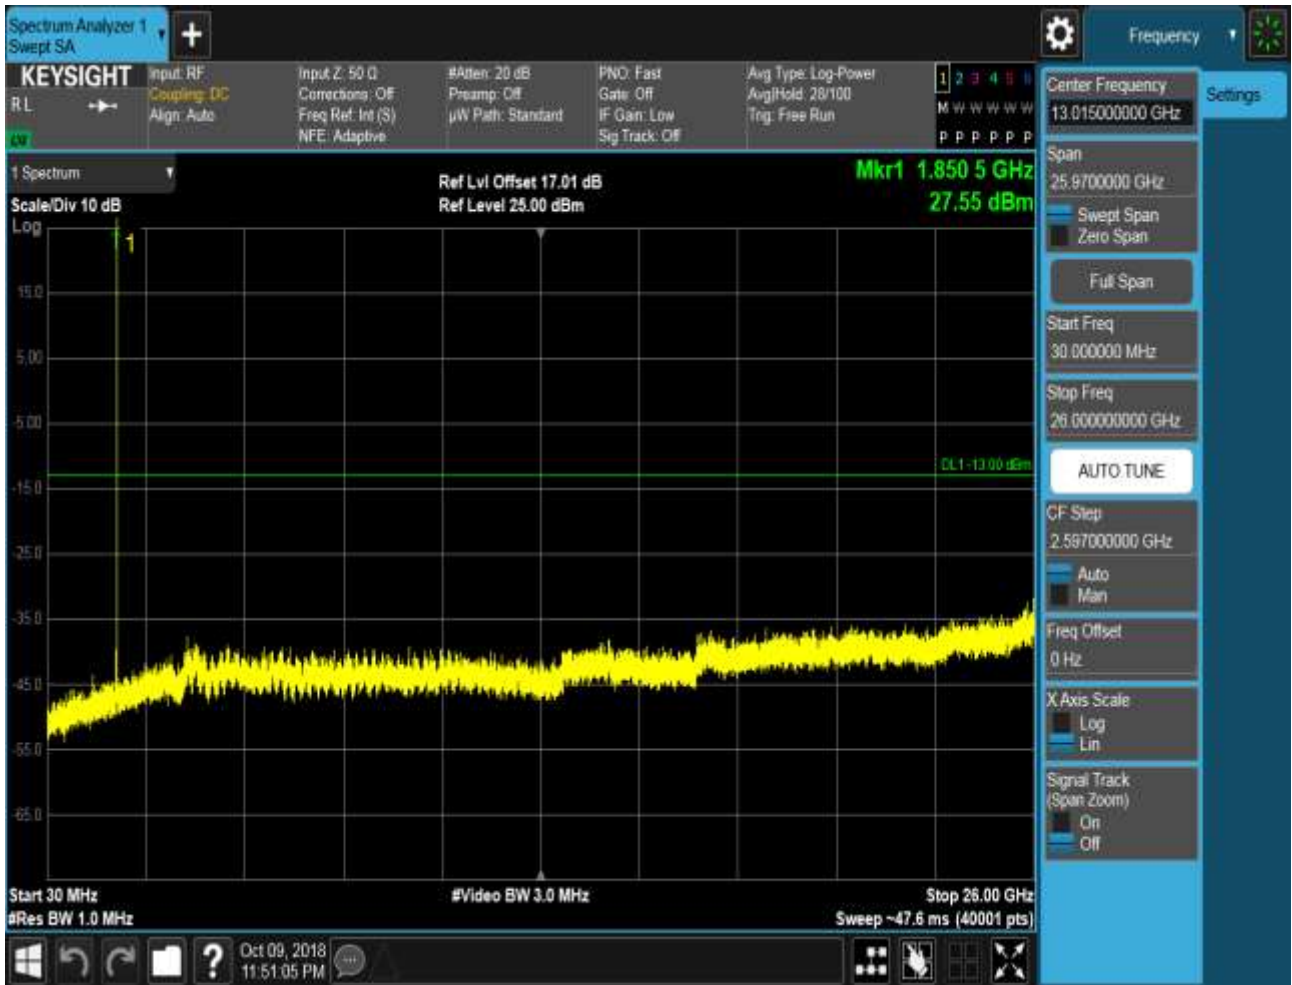 Spectrum Analyzer 1
Swept SA
+
Frequency
KEYSIGHT
RL
Input: RF
Coupling: DC
Align: Auto
Input Z: 50 Ω
Corrections: Off
Freq Ref: Int (S)
NFE: Adaptive
#Atten: 20 dB
Preamp: Off
µW Path: Standard
PNO: Fast
Gate: Off
IF Gain: Low
Sig Track: Off
Avg Type: Log-Power
Avg|Hold: 28/100
Trig: Free Run
1 2 3 4 5 6
M W W W W W
P P P P P P
Center Frequency
13.015000000 GHz
Settings
1 Spectrum
Scale/Div 10 dB
Log
Ref Lvl Offset 17.01 dB
Ref Level 25.00 dBm
Mkr1 1.850 5 GHz
27.55 dBm
1
15.0
5.00
-5.00
-15.0
-25.0
-35.0
-45.0
-55.0
-65.0
DL1 -13.00 dBm
Start 30 MHz
#Res BW 1.0 MHz
#Video BW 3.0 MHz
Stop 26.00 GHz
Sweep ~47.6 ms (40001 pts)
Span
25.9700000 GHz
Swept Span
Zero Span
Full Span
Start Freq
30.000000 MHz
Stop Freq
26.000000000 GHz
AUTO TUNE
CF Step
2.597000000 GHz
Auto
Man
Freq Offset
0 Hz
X Axis Scale
Log
Lin
Signal Track
(Span Zoom)
On
Off
?
Oct 09, 2018
11:51:05 PM